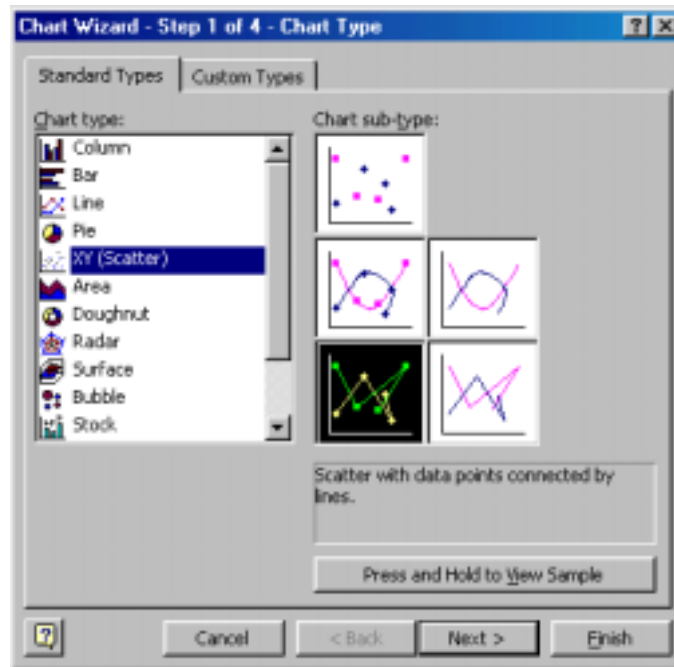 Chart Wizard - Step 1 of 4 - Chart Type
Standard Types
Custom Types
Chart type:
Column
Bar
Line
Pie
XY (Scatter)
Area
Doughnut
Radar
Surface
Bubble
Stock
Chart sub-type:
Scatter with data points connected by
lines.
Press and Hold to View Sample
Cancel
< Back
Next >
Finish